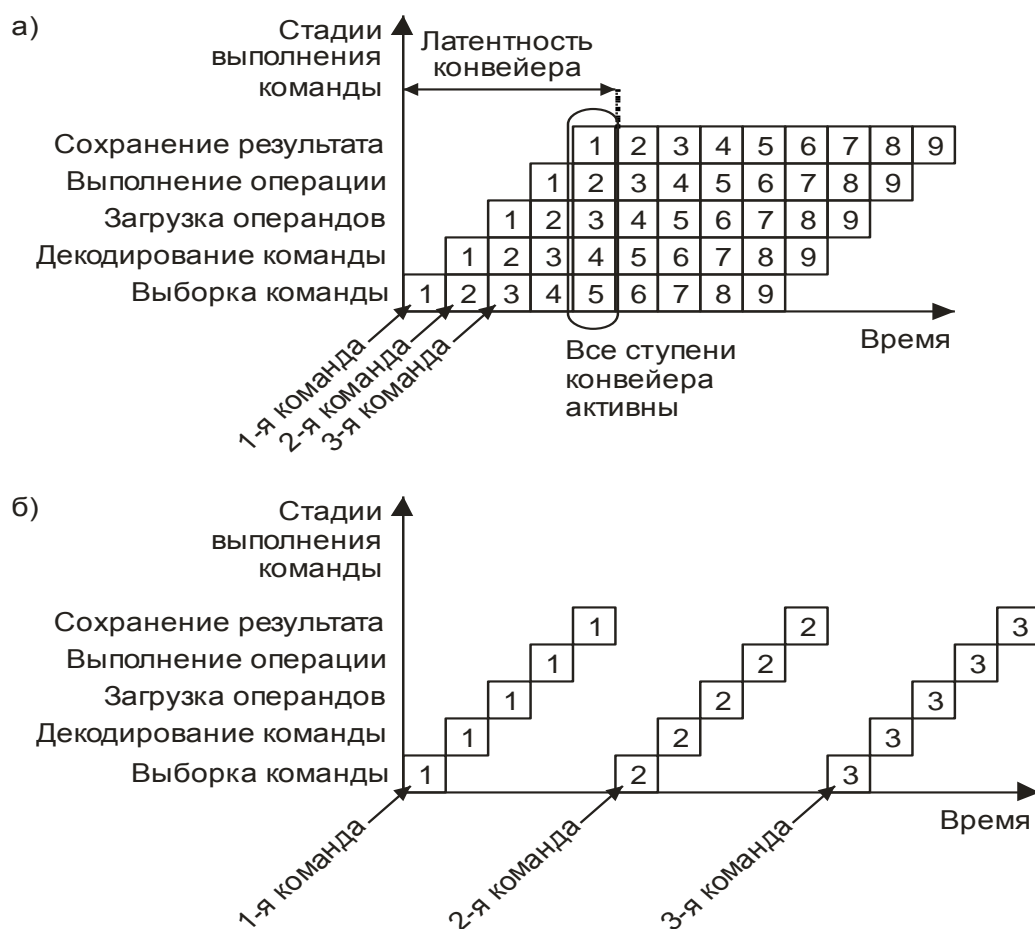 а)
Стадии
выполнения
команды
Латентность
конвейера
Сохранение результата 1 2 3 4 5 6 7 8 9
Выполнение операции 1 2 3 4 5 6 7 8 9
Загрузка операндов 1 2 3 4 5 6 7 8 9
Декодирование команды 1 2 3 4 5 6 7 8 9
Выборка команды 1 2 3 4 5 6 7 8 9
Время
Все ступени
конвейера
активны
1-я команда
2-я команда
3-я команда
б)
Стадии
выполнения
команды
Сохранение результата 1 2 3
Выполнение операции 1 2 3
Загрузка операндов 1 2 3
Декодирование команды 1 2 3
Выборка команды 1 2 3
Время
1-я команда
2-я команда
3-я команда